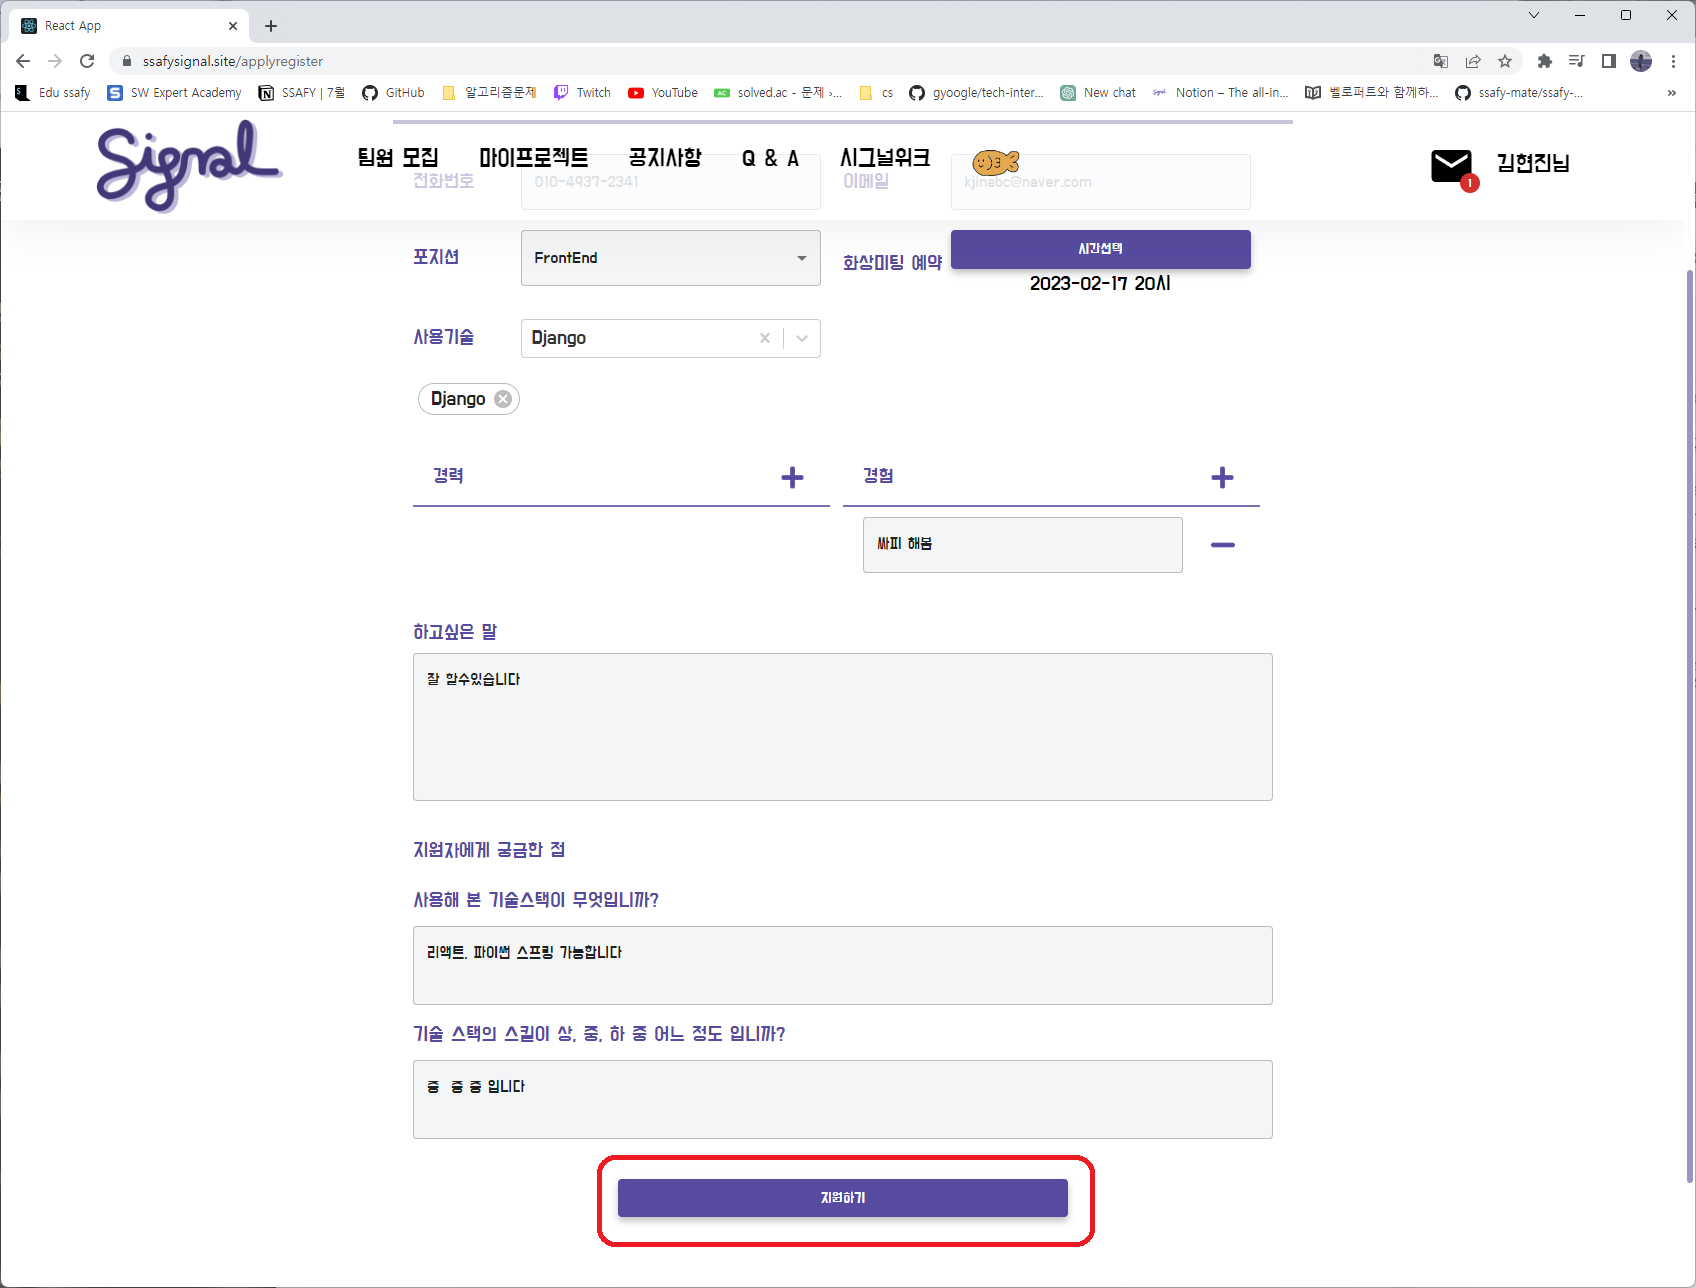 React App
ssafysignal.site/applyregister
Edu ssafy
SW Expert Academy
SSAFY | 7월
GitHub
알고리즘문제
Twitch
YouTube
solved.ac - 문제 ›...
cs
gyoogle/tech-inter...
New chat
Notion – The all-in...
벨로퍼트와 함께하...
ssafy-mate/ssafy-...
»
Signal
팀원 모집
마이프로젝트
공지사항
Q & A
시그널위크
1
김현진님
전화번호
010-4937-2341
이메일
kjinabc@naver.com
포지션
FrontEnd
화상미팅 예약
시간선택
2023-02-17 20시
사용기술
Django
Django
경력
경험
싸피 해봄
하고싶은 말
잘 할수있습니다
지원자에게 궁금한 점
사용해 본 기술스택이 무엇입니까?
리액트, 파이썬 스프링 가능합니다
기술 스택의 스킬이 상, 중, 하 중 어느 정도 입니까?
중  중 중 입니다
지원하기